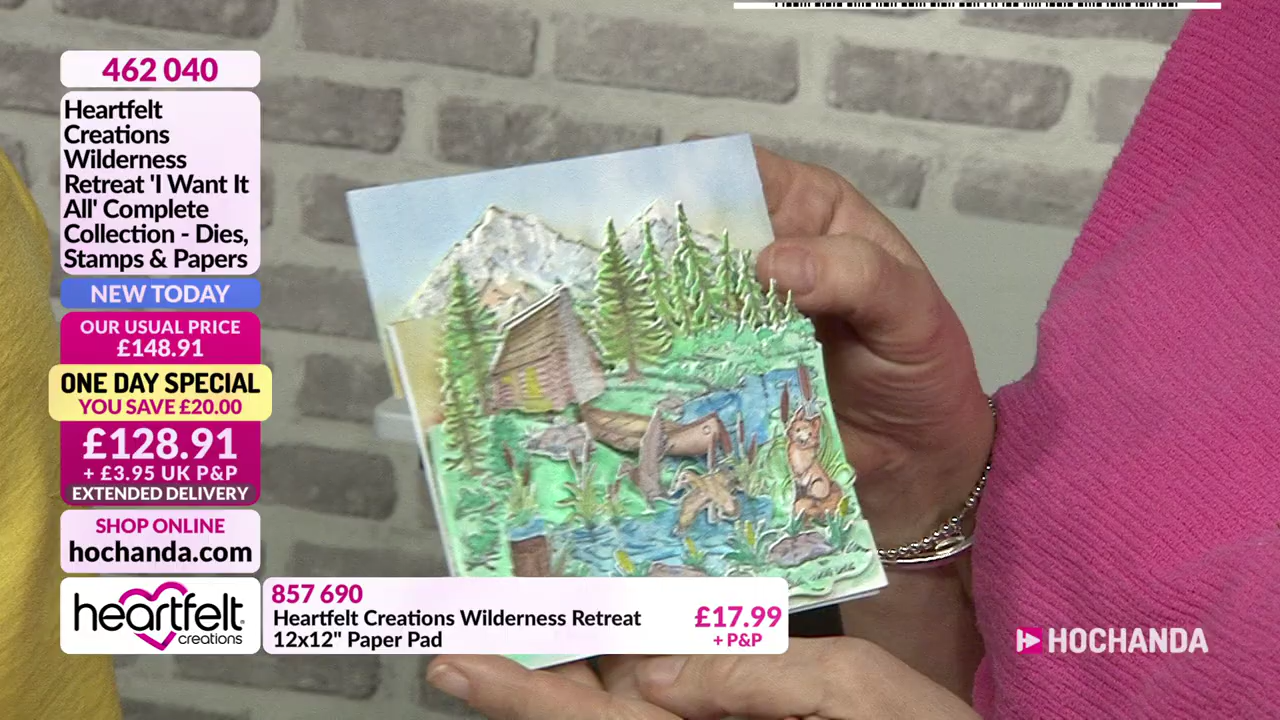 462 040
Heartfelt
Creations
Wilderness
Retreat 'I Want It
All' Complete
Collection - Dies,
Stamps & Papers
NEW TODAY
OUR USUAL PRICE
£148.91
ONE DAY SPECIAL
YOU SAVE £20.00
£128.91
+ £3.95 UK P&P
EXTENDED DELIVERY
SHOP ONLINE
hochanda.com
heartfelt®
creations
857 690
Heartfelt Creations Wilderness Retreat
12x12" Paper Pad
£17.99
+ P&P
HOCHANDA